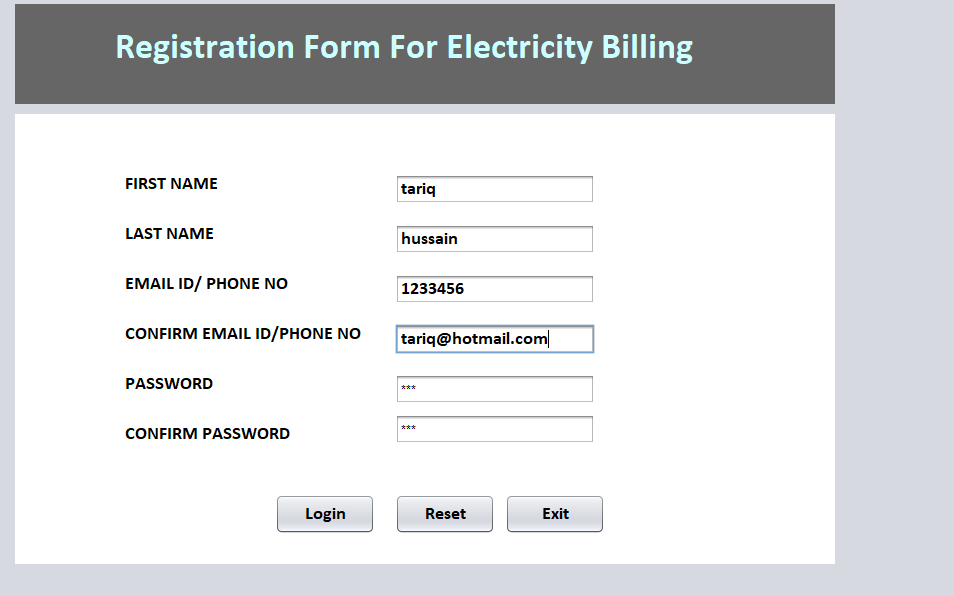 Registration Form For Electricity Billing
FIRST NAME tariq
LAST NAME hussain
EMAIL ID/ PHONE NO 1233456
CONFIRM EMAIL ID/PHONE NO tariq@hotmail.com
PASSWORD ***
CONFIRM PASSWORD ***
Login Reset Exit